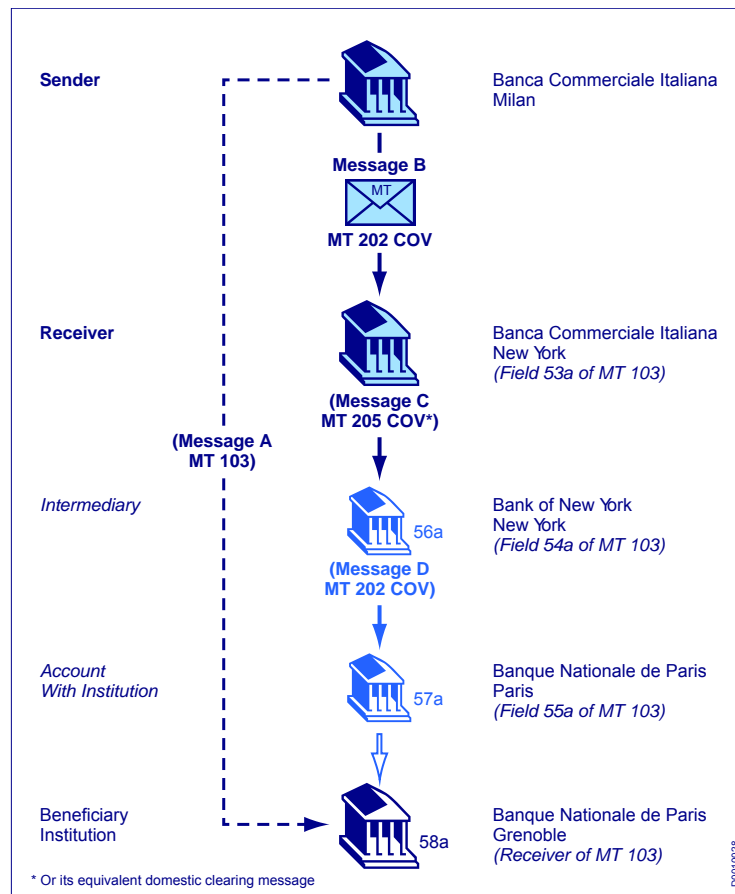 Sender
Banca Commerciale Italiana
Milan
Message B
MT
MT 202 COV
Receiver
Banca Commerciale Italiana
New York
(Field 53a of MT 103)
(Message C
MT 205 COV*)
(Message A
MT 103)
Intermediary
56a
Bank of New York
New York
(Field 54a of MT 103)
(Message D
MT 202 COV)
Account
With Institution
57a
Banque Nationale de Paris
Paris
(Field 55a of MT 103)
Beneficiary
Institution
58a
Banque Nationale de Paris
Grenoble
(Receiver of MT 103)
* Or its equivalent domestic clearing message